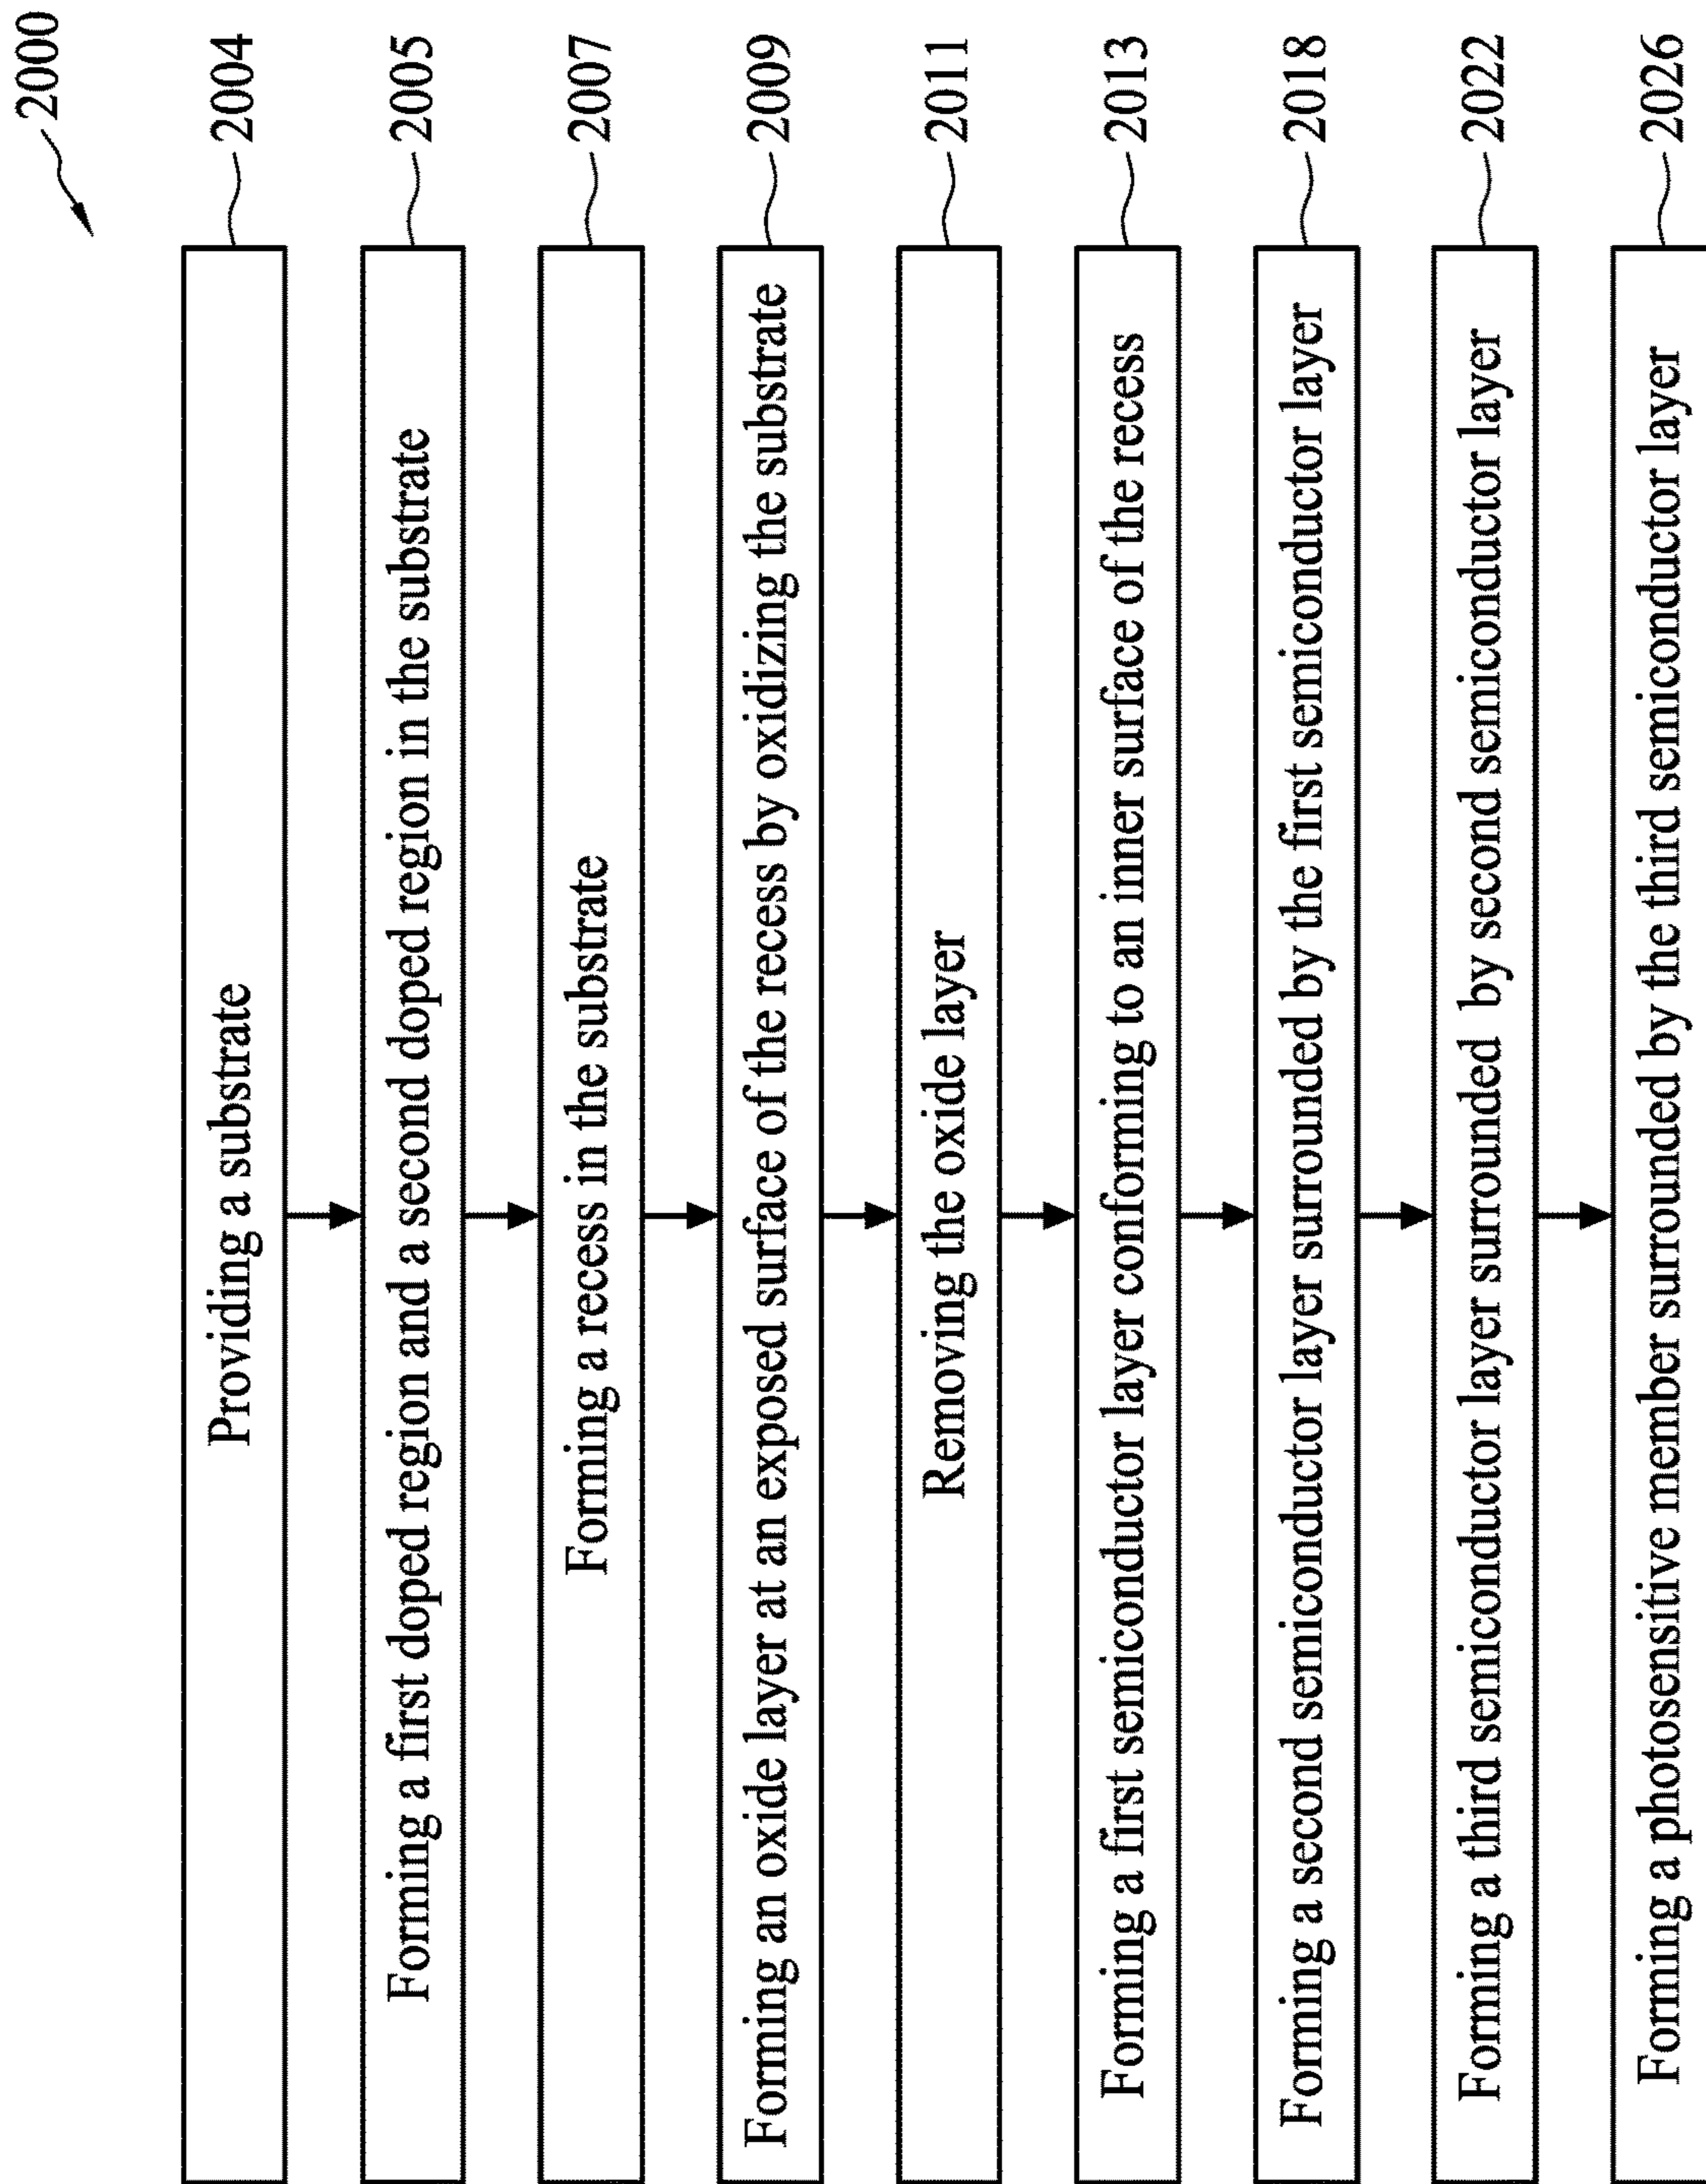 2000
Providing a substrate 2004
Forming a first doped region and a second doped region in the substrate 2005
Forming a recess in the substrate 2007
Forming an oxide layer at an exposed surface of the recess by oxidizing the substrate 2009
Removing the oxide layer 2011
Forming a first semiconductor layer conforming to an inner surface of the recess 2013
Forming a second semiconductor layer surrounded by the first semiconductor layer 2018
Forming a third semiconductor layer surrounded by second semiconductor layer 2022
Forming a photosensitive member surrounded by the third semiconductor layer 2026